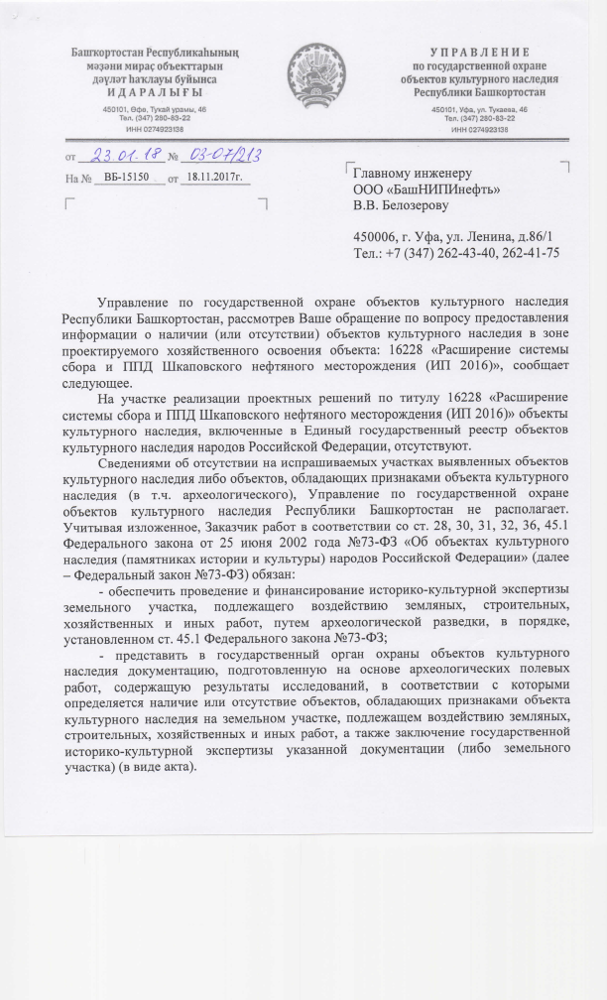 Башҡортостан Республикаһының
мәҙәни мираҫ объекттарын
дәүләт һаҡлауы буйынса
ИДАРАЛЫҒЫ
450101, Өфө, Тукай урамы, 46
Тел. (347) 280-83-22
ИНН 0274923138
УПРАВЛЕНИЕ
по государственной охране
объектов культурного наследия
Республики Башкортостан
450101, Уфа, ул. Тукаева, 46
Тел. (347) 280-83-22
ИНН 0274923138
от 23.01.18 № 03-07/213
На № ВБ-15150 от 18.11.2017г.
Главному инженеру
ООО «БашНИПИнефть»
В.В. Белозерову
450006, г. Уфа, ул. Ленина, д.86/1
Тел.: +7 (347) 262-43-40, 262-41-75
Управление по государственной охране объектов культурного наследия
Республики Башкортостан, рассмотрев Ваше обращение по вопросу предоставления
информации о наличии (или отсутствии) объектов культурного наследия в зоне
проектируемого хозяйственного освоения объекта: 16228 «Расширение системы
сбора и ППД Шкаповского нефтяного месторождения (ИП 2016)», сообщает
следующее.
На участке реализации проектных решений по титулу 16228 «Расширение
системы сбора и ППД Шкаповского нефтяного месторождения (ИП 2016)» объекты
культурного наследия, включенные в Единый государственный реестр объектов
культурного наследия народов Российской Федерации, отсутствуют.
Сведениями об отсутствии на испрашиваемых участках выявленных объектов
культурного наследия либо объектов, обладающих признаками объекта культурного
наследия (в т.ч. археологического), Управление по государственной охране
объектов культурного наследия Республики Башкортостан не располагает.
Учитывая изложенное, Заказчик работ в соответствии со ст. 28, 30, 31, 32, 36, 45.1
Федерального закона от 25 июня 2002 года №73-ФЗ «Об объектах культурного
наследия (памятниках истории и культуры) народов Российской Федерации» (далее
– Федеральный закон №73-ФЗ) обязан:
- обеспечить проведение и финансирование историко-культурной экспертизы
земельного участка, подлежащего воздействию земляных, строительных,
хозяйственных и иных работ, путем археологической разведки, в порядке,
установленном ст. 45.1 Федерального закона №73-ФЗ;
- представить в государственный орган охраны объектов культурного
наследия документацию, подготовленную на основе археологических полевых
работ, содержащую результаты исследований, в соответствии с которыми
определяется наличие или отсутствие объектов, обладающих признаками объекта
культурного наследия на земельном участке, подлежащем воздействию земляных,
строительных, хозяйственных и иных работ, а также заключение государственной
историко-культурной экспертизы указанной документации (либо земельного
участка) (в виде акта).